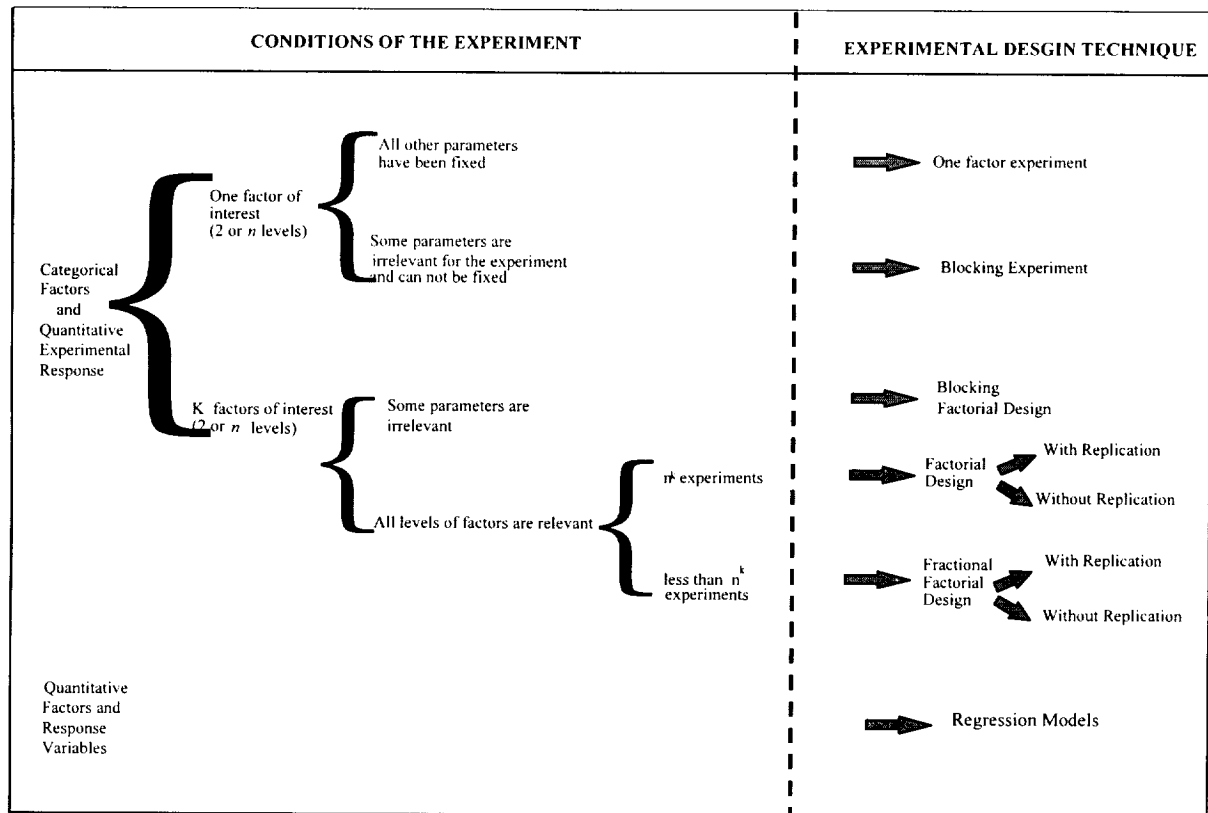 CONDITIONS OF THE EXPERIMENT
EXPERIMENTAL DESGIN TECHNIQUE
All other parameters
have been fixed
One factor experiment
One factor of
interest
(2 or n levels)
Some parameters are
irrelevant for the experiment
and can not be fixed
Blocking Experiment
Categorical
Factors
and
Quantitative
Experimental
Response
K factors of interest
(2 or n levels)
Some parameters are
irrelevant
Blocking
Factorial Design
All levels of factors are relevant
n^k experiments
Factorial
Design
With Replication
Without Replication
less than n^k
experiments
Fractional
Factorial
Design
With Replication
Without Replication
Quantitative
Factors and
Response
Variables
Regression Models